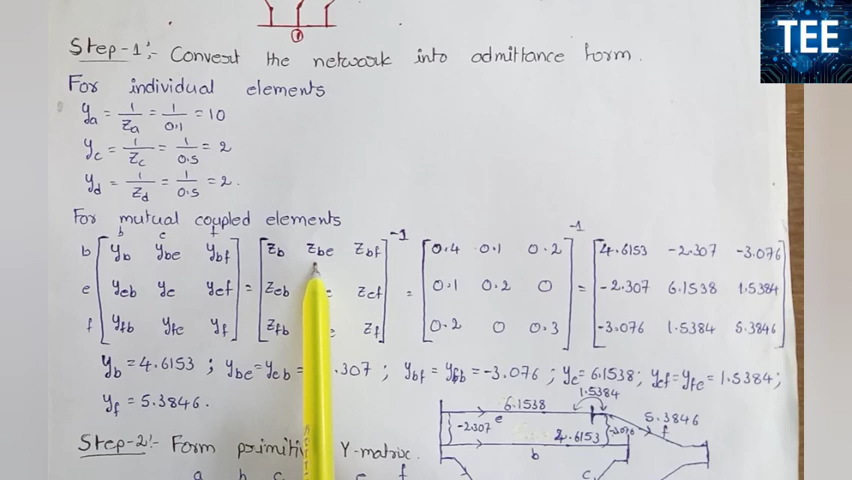 ①
TEE
Step-1:- Convert the network into admittance form.
For individual elements
ya = 1/Za = 1/0.1 = 10
yc = 1/Zc = 1/0.5 = 2
yd = 1/Zd = 1/0.5 = 2.
For mutual coupled elements
b e f
b [yb ybe ybf] = [Zb Zbe Zbf]-1 = [0.4 0.1 0.2]-1 = [4.6153 -2.307 -3.076]
e [yeb ye yef] [Zeb e Zef] [0.1 0.2 0] [-2.307 6.1538 1.5384]
f [yfb yfe yf] [Zfb e Zf] [0.2 0 0.3] [-3.076 1.5384 5.3846]
yb = 4.6153 ; ybe = yeb = .307 ; ybf = yfb = -3.076 ; ye = 6.1538 ; yef = yfe = 1.5384 ;
yf = 5.3846.
1.5384
6.1538
e
5.3846
f
-2.307
4.6153
-3.076
b
c
Step-2:- Form primiti Y-matrix.
a b c e f